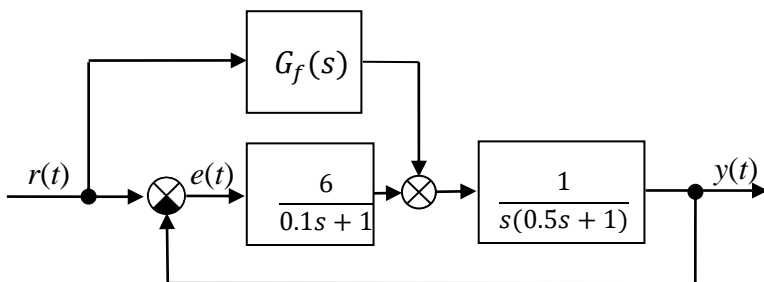 G_f(s)
r(t)
e(t)
6
0.1s + 1
1
s(0.5s + 1)
y(t)